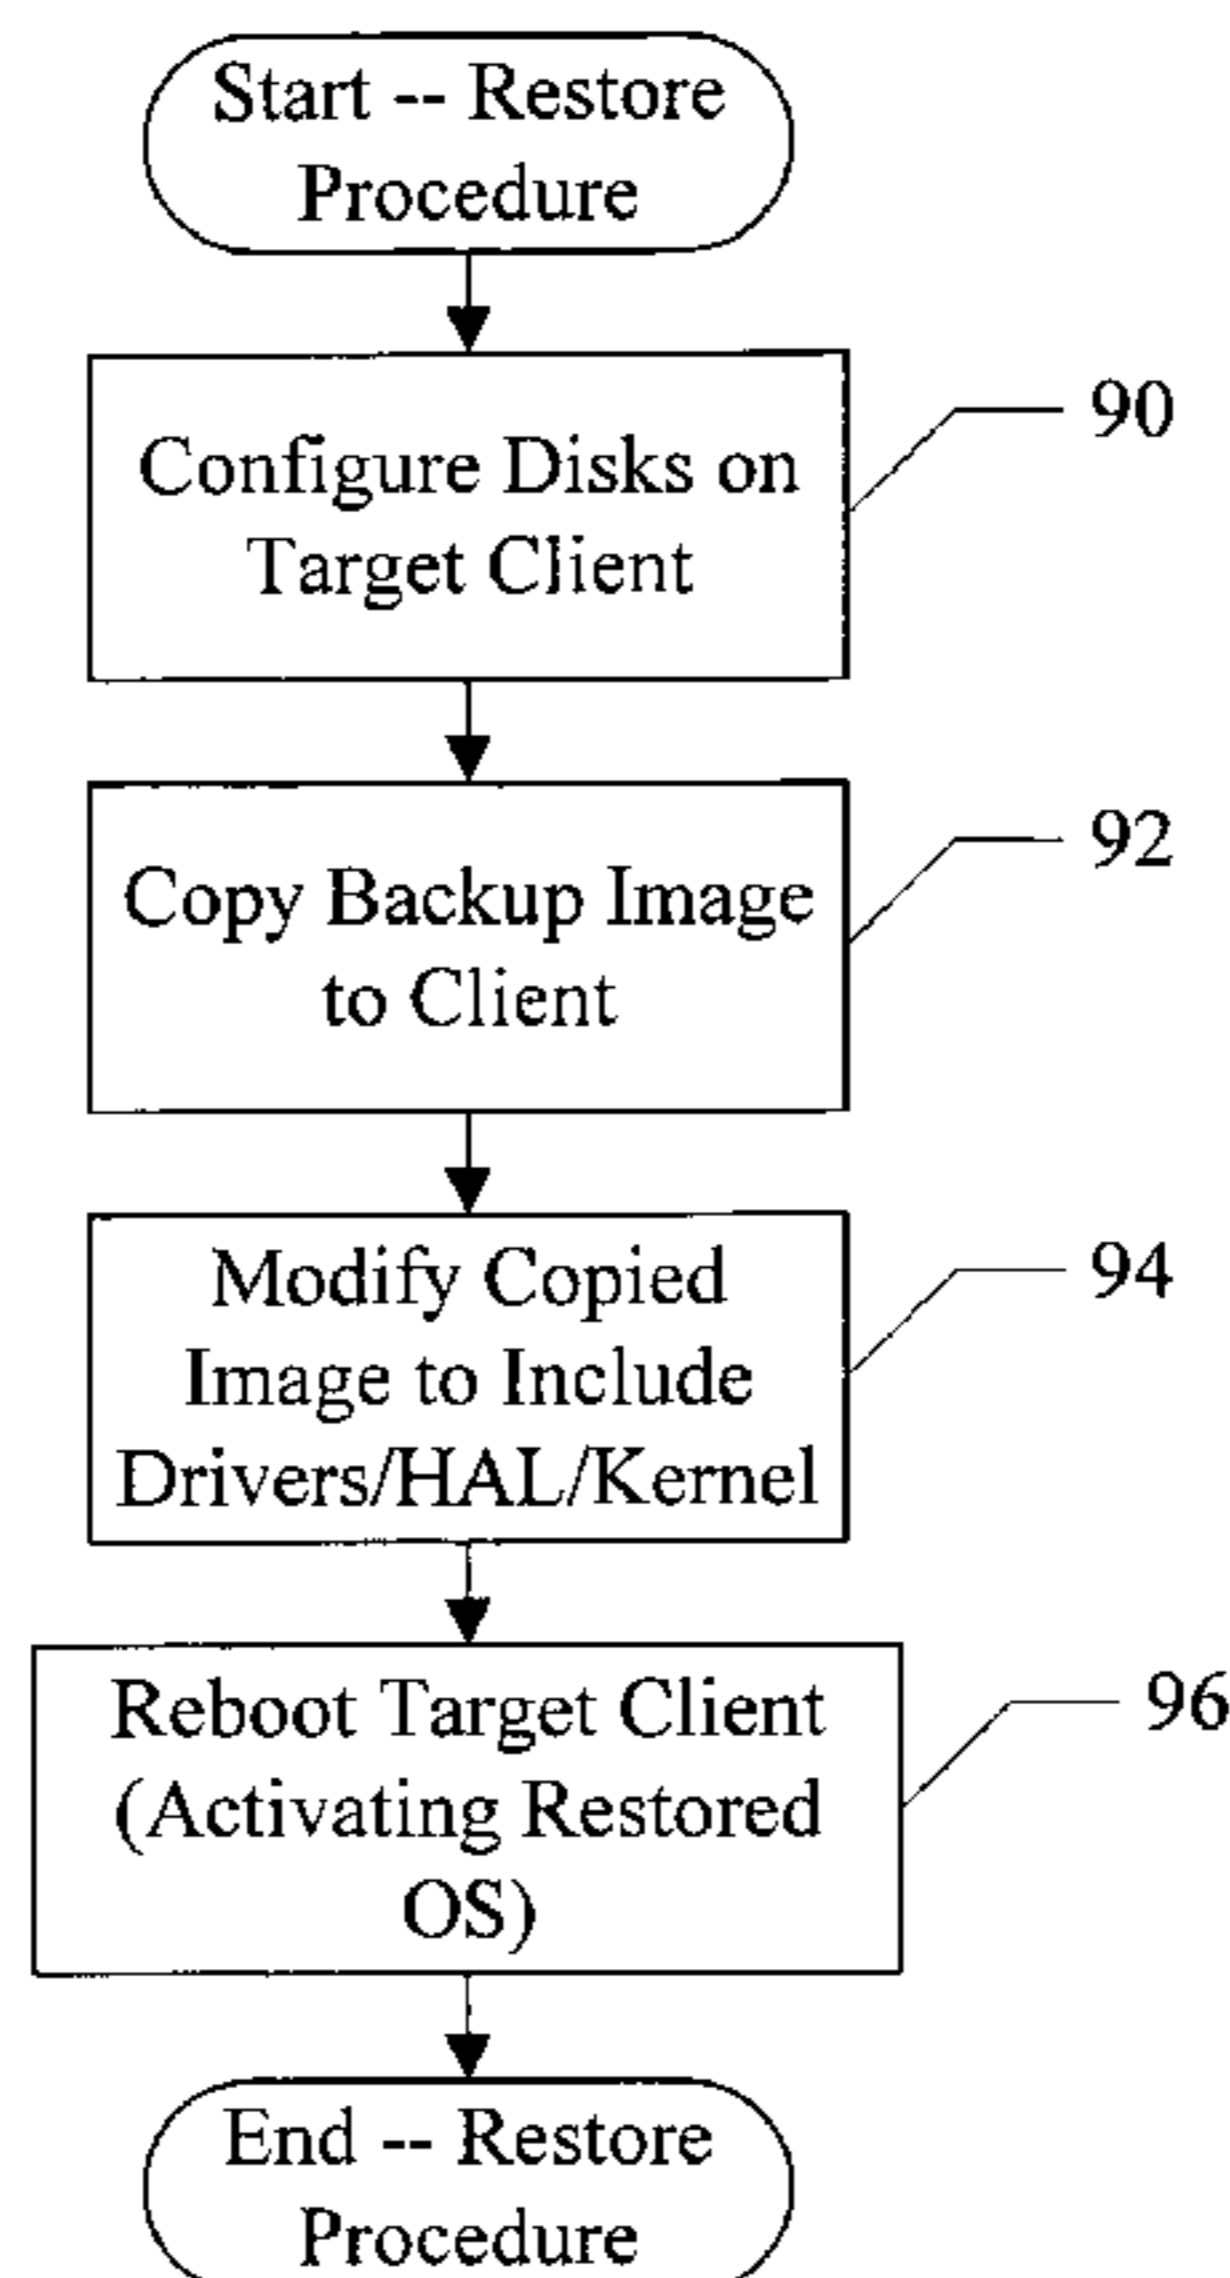 Start -- Restore
Procedure
90
Configure Disks on
Target Client
92
Copy Backup Image
to Client
94
Modify Copied
Image to Include
Drivers/HAL/Kernel
96
Reboot Target Client
(Activating Restored
OS)
End -- Restore
Procedure